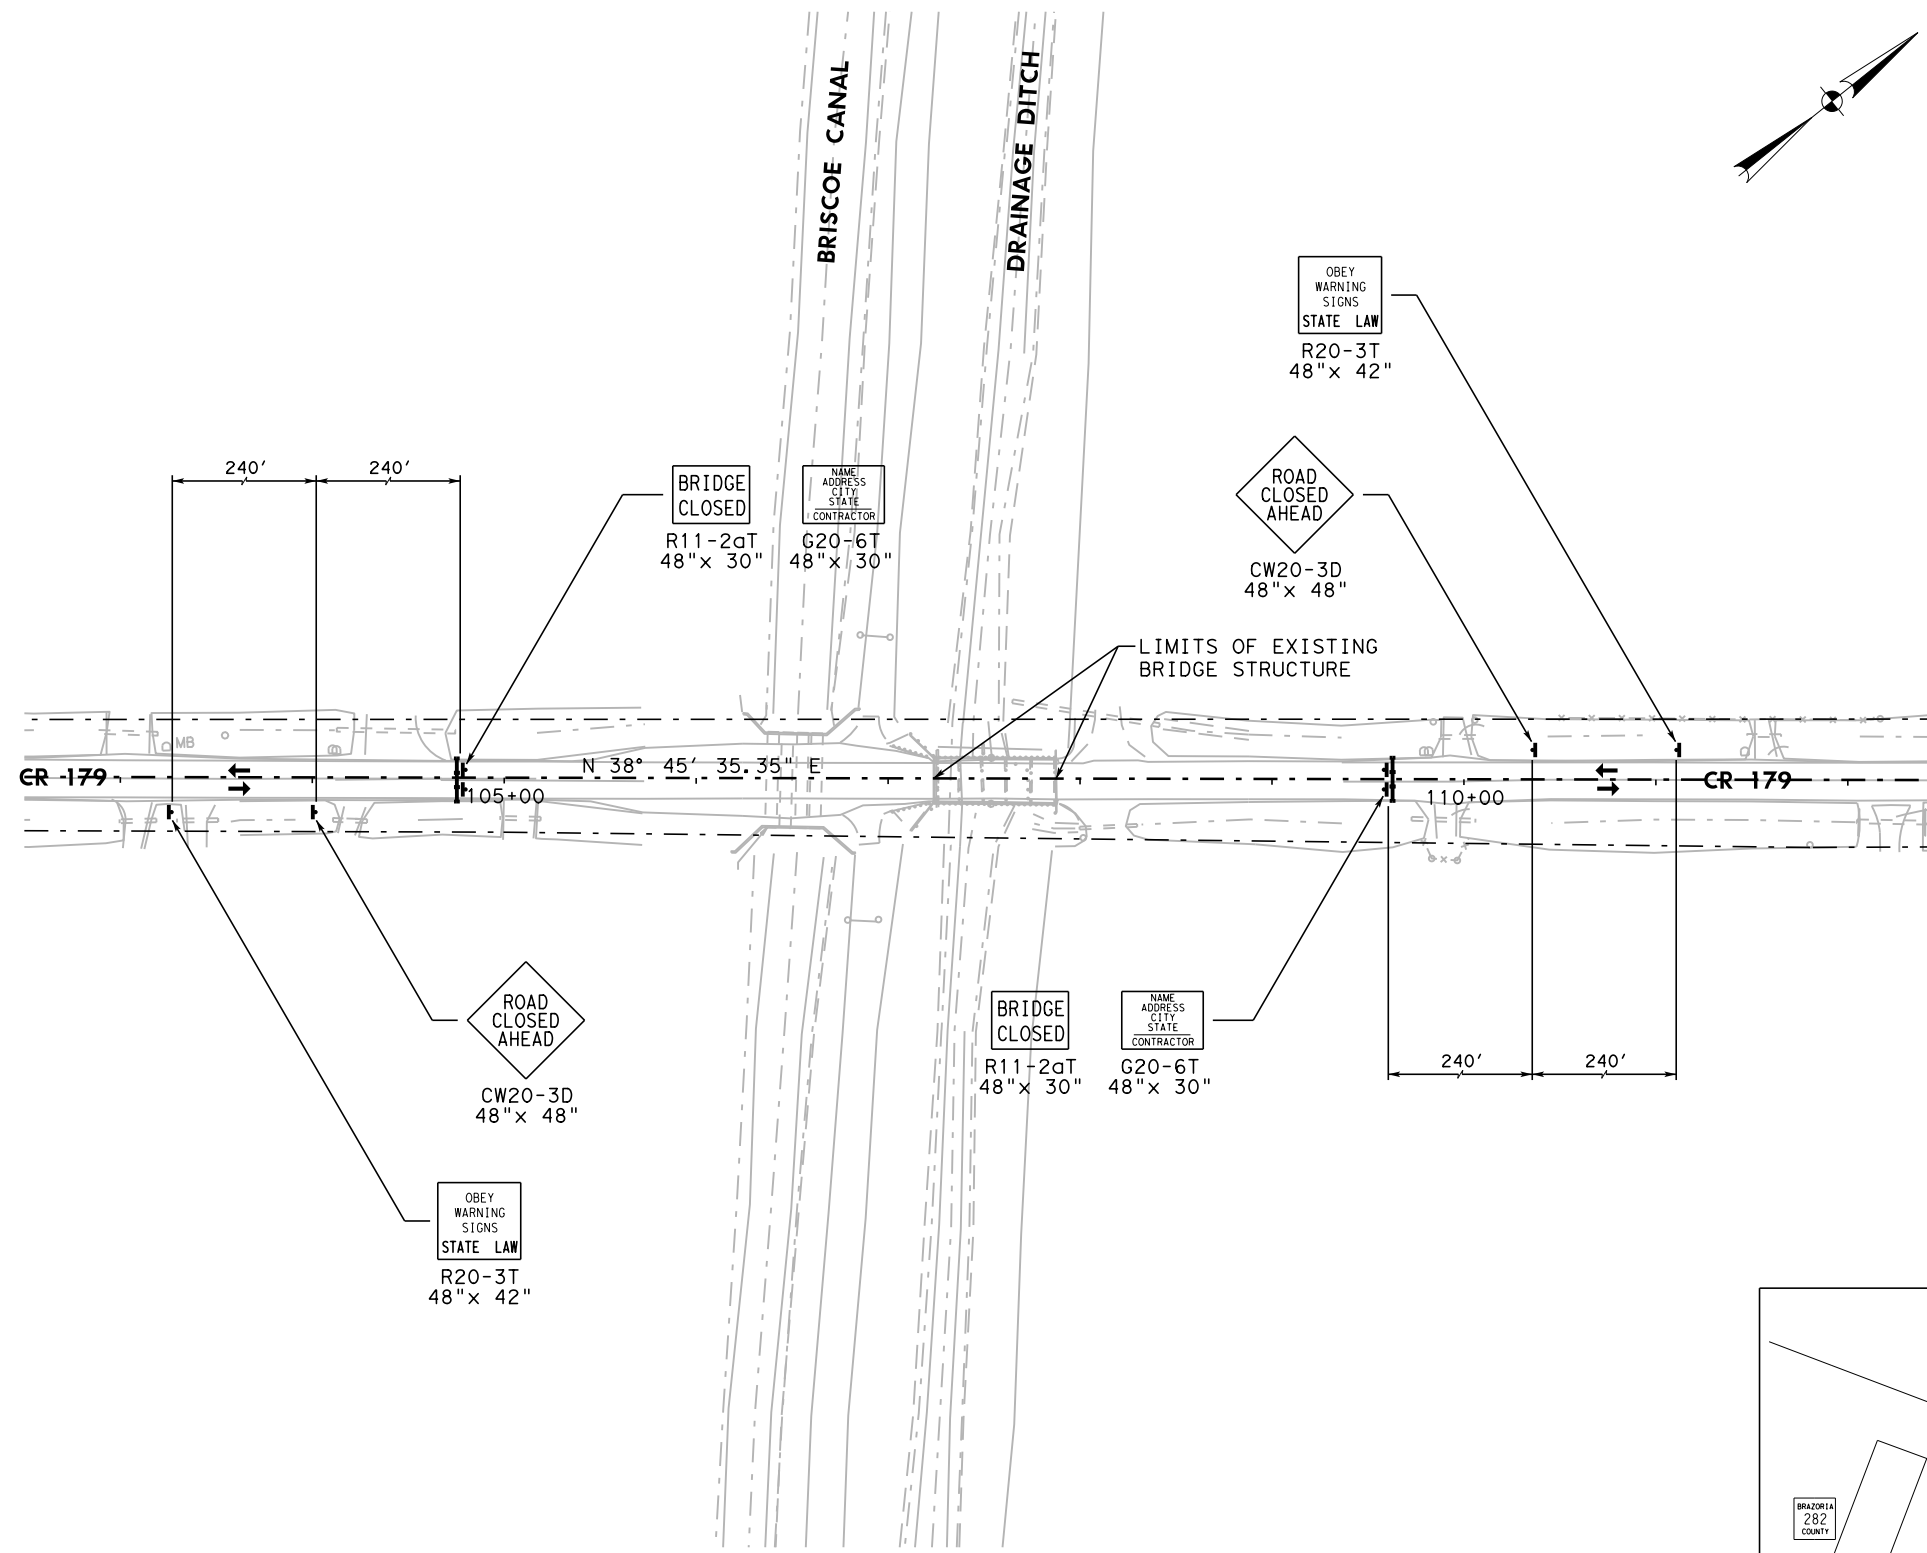 BRISCOE CANAL
DRAINAGE DITCH
OBEY
WARNING
SIGNS
STATE LAW
R20-3T
48"x 42"
240'
240'
BRIDGE
CLOSED
R11-2aT
48"x 30"
NAME
ADDRESS
CITY
STATE
CONTRACTOR
G20-6T
48"x 30"
ROAD
CLOSED
AHEAD
CW20-3D
48"x 48"
LIMITS OF EXISTING
BRIDGE STRUCTURE
MB
CR 179
N 38° 45' 35.35" E
105+00
110+00
CR 179
ROAD
CLOSED
AHEAD
CW20-3D
48"x 48"
BRIDGE
CLOSED
R11-2aT
48"x 30"
NAME
ADDRESS
CITY
STATE
CONTRACTOR
G20-6T
48"x 30"
240'
240'
OBEY
WARNING
SIGNS
STATE LAW
R20-3T
48"x 42"
BRAZORIA
282
COUNTY